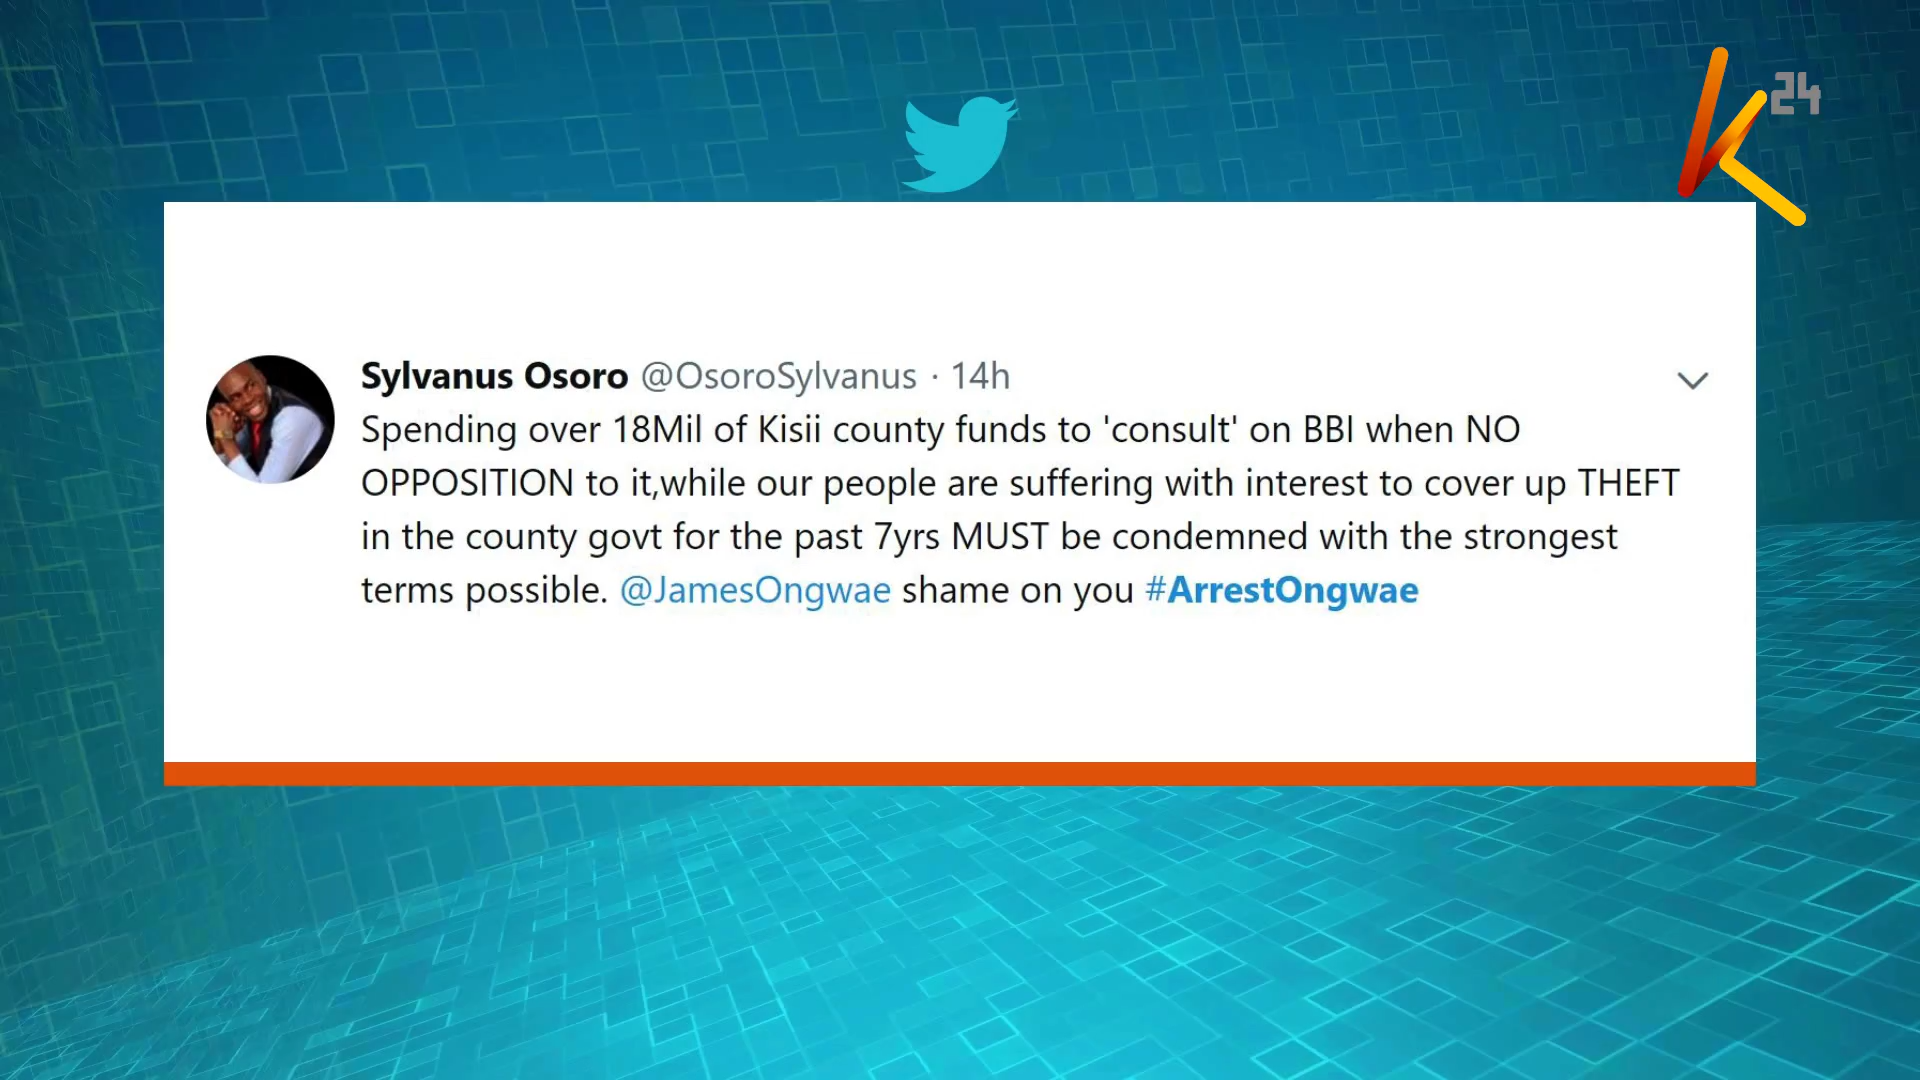 K24
Sylvanus Osoro @OsoroSylvanus · 14h
Spending over 18Mil of Kisii county funds to 'consult' on BBI when NO
OPPOSITION to it,while our people are suffering with interest to cover up THEFT
in the county govt for the past 7yrs MUST be condemned with the strongest
terms possible. @JamesOngwae shame on you #ArrestOngwae